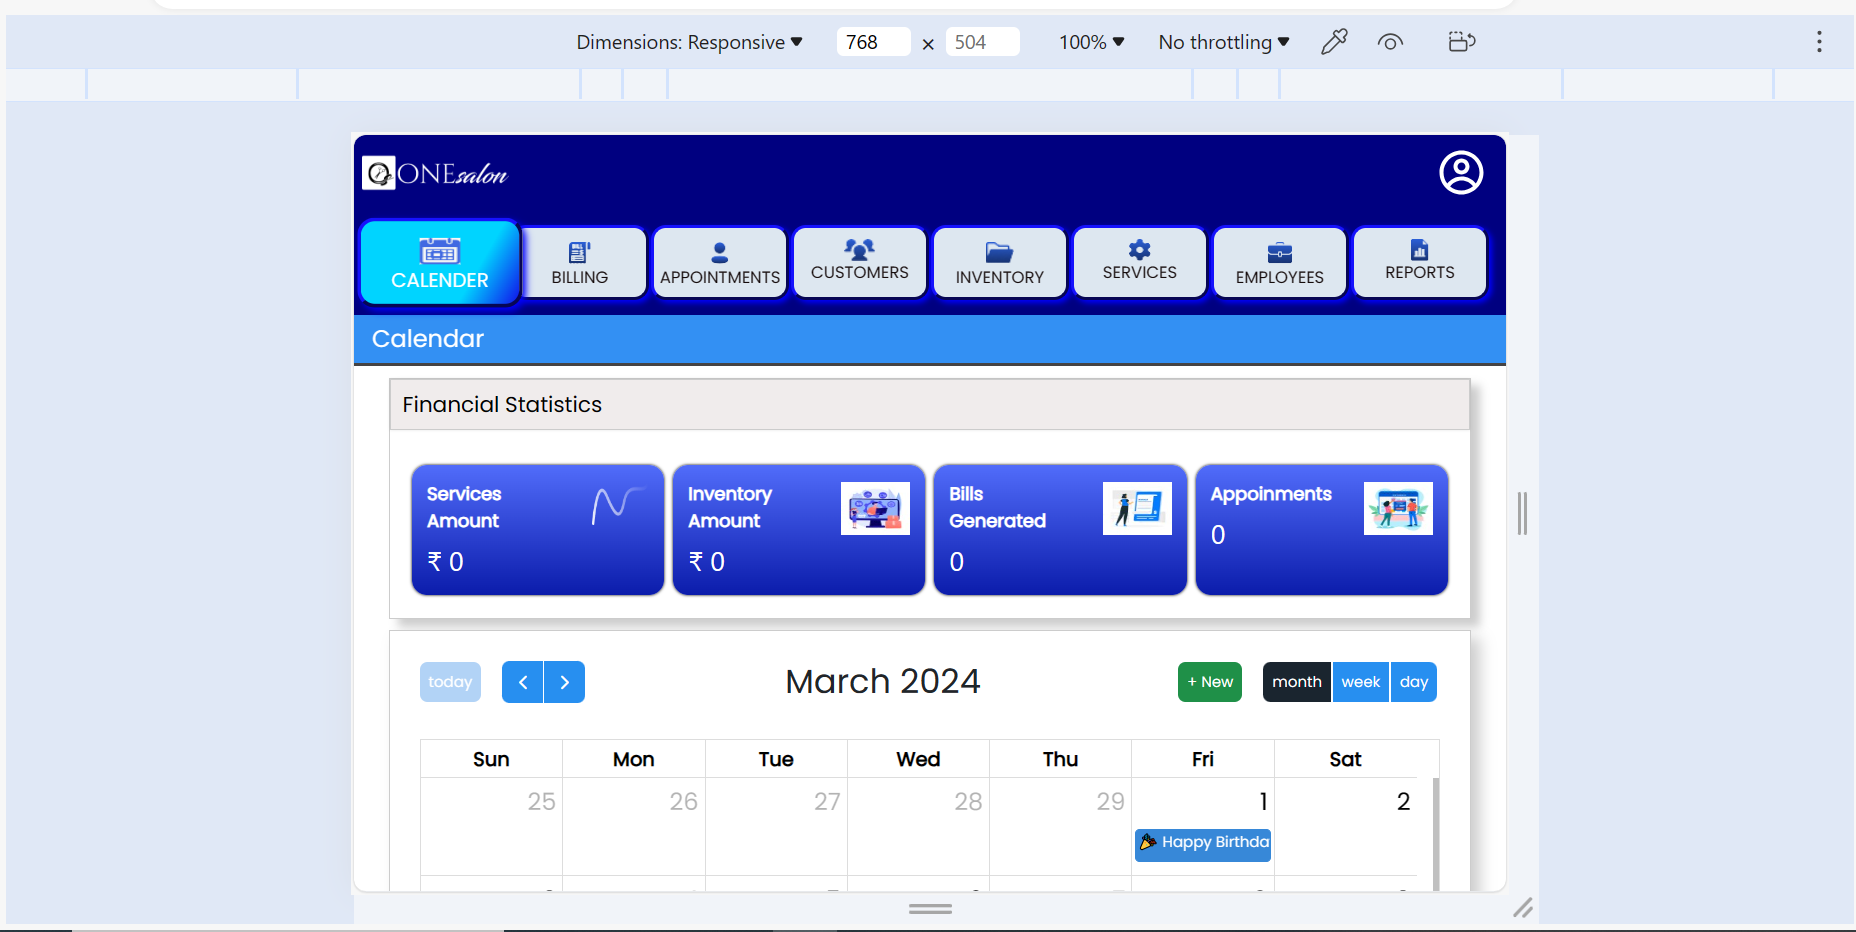 Dimensions: Responsive ▼ 768 × 504 100% ▼ No throttling ▼
ONE salon
CALENDER BILLING APPOINTMENTS CUSTOMERS INVENTORY SERVICES EMPLOYEES REPORTS
Calendar
Financial Statistics
Services
Amount
₹ 0
Inventory
Amount
₹ 0
Bills
Generated
0
Appoinments
0
today < > March 2024 + New month week day
Sun Mon Tue Wed Thu Fri Sat
25 26 27 28 29 1 2
Happy Birthda